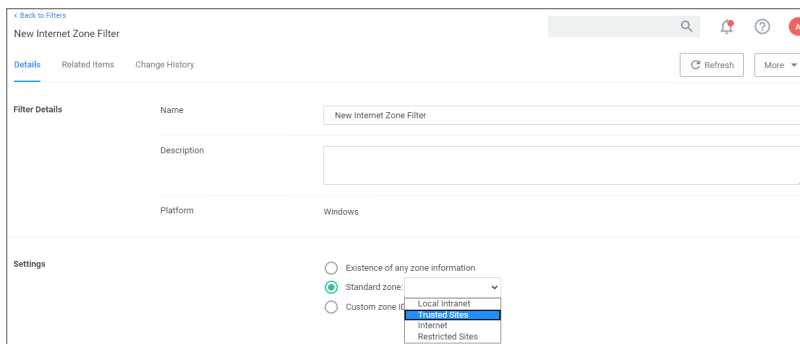 ‹ Back to Filters
New Internet Zone Filter
Details Related Items Change History
Refresh More
Filter Details
Name
New Internet Zone Filter
Description
Platform
Windows
Settings
Existence of any zone information
Standard zone:
Custom zone ID
Local Intranet
Trusted Sites
Internet
Restricted Sites